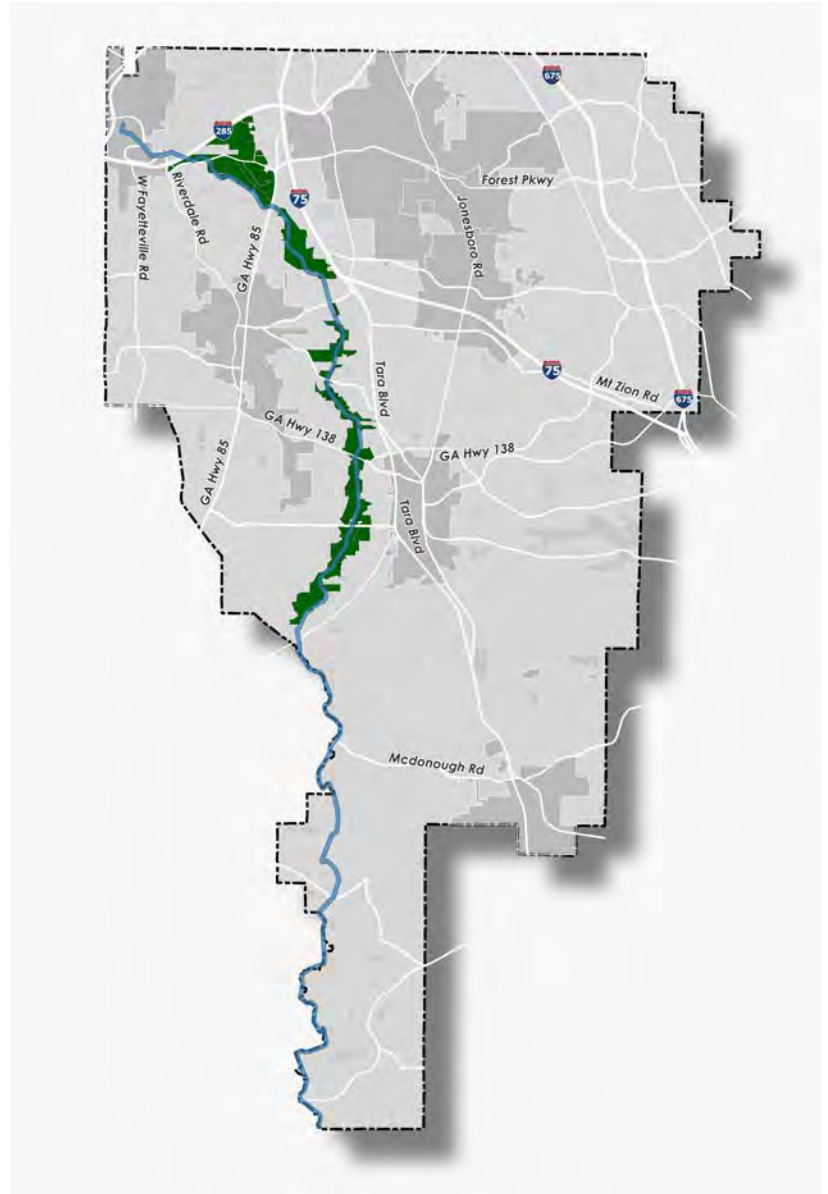 675
285
Forest Pkwy
W Fayetteville Rd
Riverdale Rd
75
Jonesboro Rd
GA Hwy 85
75
Tara Blvd
Mt Zion Rd
675
GA Hwy 138
GA Hwy 138
GA Hwy 85
Tara Blvd
Mcdonough Rd